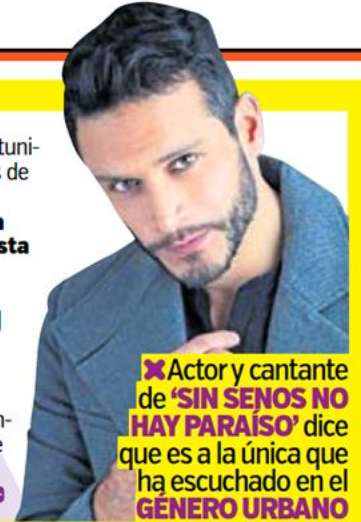 tuni-
s de
n
sta
n-
e
✖Actor y cantante
de ‘SIN SENOS NO
HAY PARAÍSO’ dice
que es a la única que
ha escuchado en el
GÉNERO URBANO